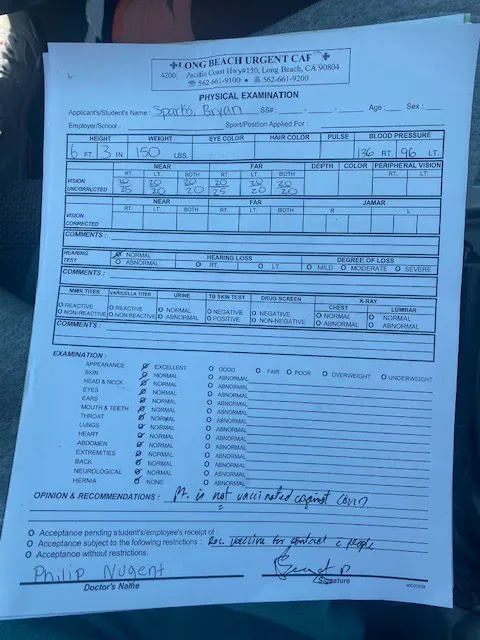 LONG BEACH URGENT CAF
4200 Pacific Coast Hwy#150, Long Beach, CA 90804
562-661-9100 • 562-661-9200
PHYSICAL EXAMINATION
Applicant's/Student's Name : Sparks, Bryan SS# : - - Age : Sex :
Employer/School : Sport/Position Applied For :
HEIGHT WEIGHT EYE COLOR HAIR COLOR PULSE BLOOD PRESSURE
6 FT. 3 IN. 150 LBS. 136 RT. 96 LT.
NEAR FAR DEPTH COLOR PERIPHERAL VISION
RT. LT. BOTH RT. LT. BOTH RT. LT.
VISION UNCORRECTED 20/25 20/20 20/20 20/25 20/20 20/20
NEAR FAR JAMAR
RT. LT. BOTH RT. LT. BOTH R L
VISION CORRECTED
COMMENTS :
HEARING TEST NORMAL HEARING LOSS DEGREE OF LOSS
O ABNORMAL O RT. O LT. O MILD O MODERATE O SEVERE
COMMENTS :
MMR TITER VARICELLA TITER URINE TB SKIN TEST DRUG SCREEN X-RAY
CHEST LUMBAR
O REACTIVE O REACTIVE O NORMAL O NEGATIVE O NEGATIVE O NORMAL O NORMAL
O NON-REACTIVE O NON REACTIVE O ABNORMAL O POSITIVE O NON-NEGATIVE O ABNORMAL O ABNORMAL
COMMENTS :
EXAMINATION :
APPEARANCE EXCELLENT O GOOD O FAIR O POOR O OVERWEIGHT O UNDERWEIGHT
SKIN NORMAL O ABNORMAL
HEAD & NECK NORMAL O ABNORMAL
EYES NORMAL O ABNORMAL
EARS NORMAL O ABNORMAL
MOUTH & TEETH NORMAL O ABNORMAL
THROAT NORMAL O ABNORMAL
LUNGS NORMAL O ABNORMAL
HEART NORMAL O ABNORMAL
ABDOMEN NORMAL O ABNORMAL
EXTREMITIES NORMAL O ABNORMAL
BACK NORMAL O ABNORMAL
NEUROLOGICAL NORMAL O ABNORMAL
HERNIA NONE O ABNORMAL
OPINION & RECOMMENDATIONS : Pt. is not vaccinated against covid
O Acceptance pending student's/employee's receipt of :
O Acceptance subject to the following restrictions : Rec. vaccine for contact c people
O Acceptance without restrictions.
Philip Nugent
Doctor's Name Signature